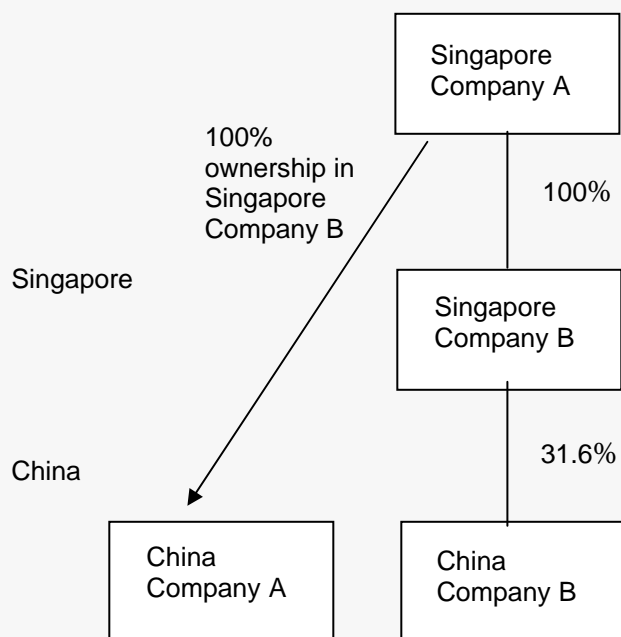 Singapore
Company A
100%
ownership in
Singapore
Company B
100%
Singapore
Singapore
Company B
China
31.6%
China
Company A
China
Company B